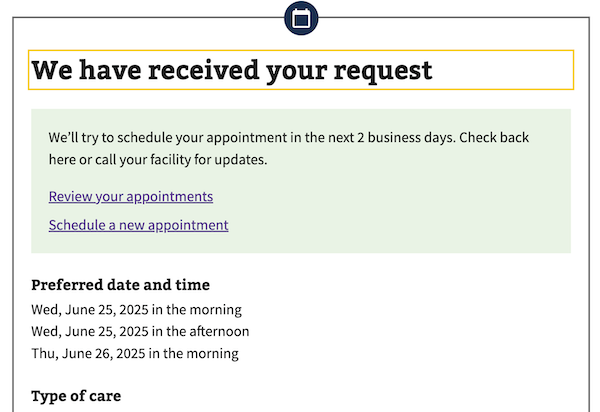 We have received your request
We’ll try to schedule your appointment in the next 2 business days. Check back
here or call your facility for updates.
Review your appointments
Schedule a new appointment
Preferred date and time
Wed, June 25, 2025 in the morning
Wed, June 25, 2025 in the afternoon
Thu, June 26, 2025 in the morning
Type of care